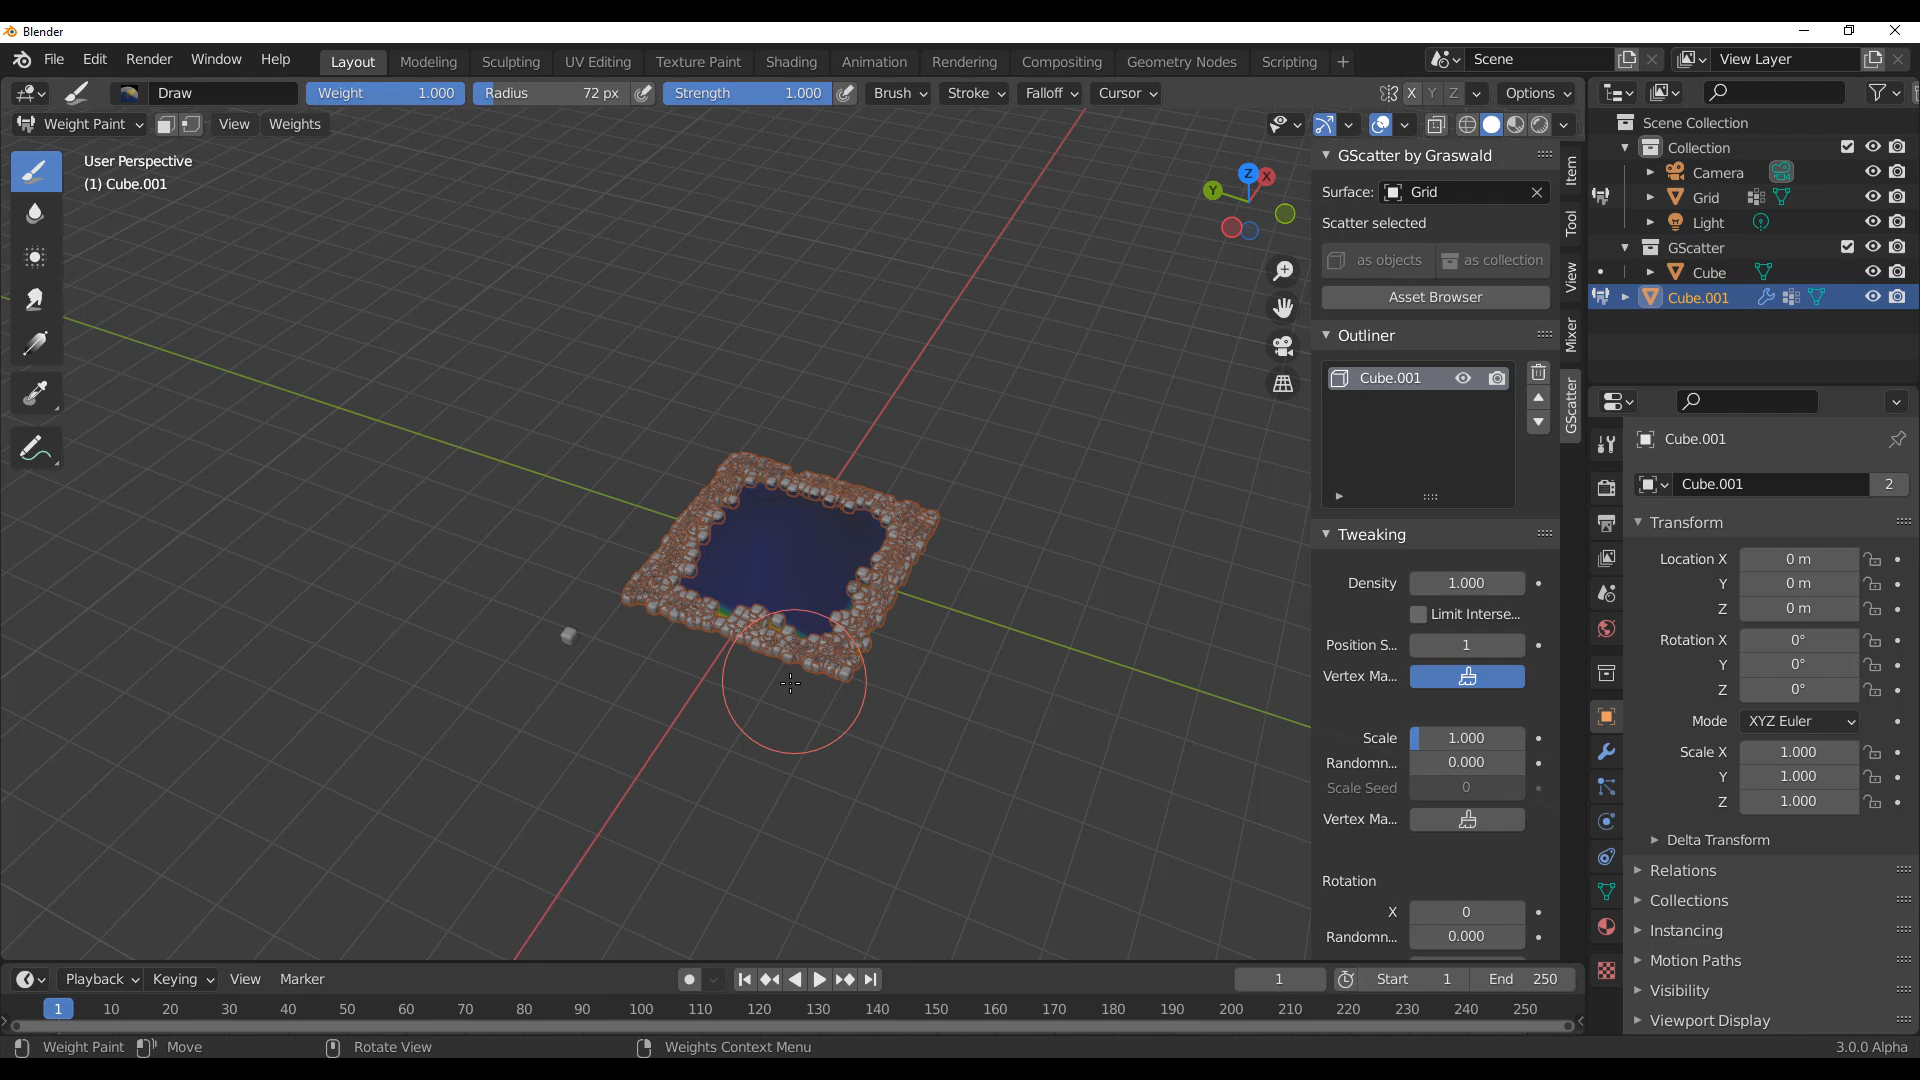 Blender
File Edit Render Window Help Layout Modeling Sculpting UV Editing Texture Paint Shading Animation Rendering Compositing Geometry Nodes Scripting + Scene View Layer
Draw Weight 1.000 Radius 72 px Strength 1.000 Brush Stroke Falloff Cursor X Y Z Options
Weight Paint View Weights
User Perspective
(1) Cube.001
Z X Y
GScatter by Graswald
Surface: Grid
Scatter selected
as objects as collection
Asset Browser
Outliner
Cube.001
Tweaking
Density 1.000
Limit Interse...
Position S... 1
Vertex Ma...
Scale 1.000
Randomn... 0.000
Scale Seed 0
Vertex Ma...
Rotation
X 0
Randomn... 0.000
Item
Tool
View
Mixer
GScatter
Scene Collection
Collection
Camera
Grid
Light
GScatter
Cube
Cube.001
Cube.001
Cube.001 2
Transform
Location X 0 m
Y 0 m
Z 0 m
Rotation X 0°
Y 0°
Z 0°
Mode XYZ Euler
Scale X 1.000
Y 1.000
Z 1.000
Delta Transform
Relations
Collections
Instancing
Motion Paths
Visibility
Viewport Display
Playback Keying View Marker 1 Start 1 End 250
1 10 20 30 40 50 60 70 80 90 100 110 120 130 140 150 160 170 180 190 200 210 220 230 240 250
Weight Paint Move Rotate View Weights Context Menu 3.0.0 Alpha